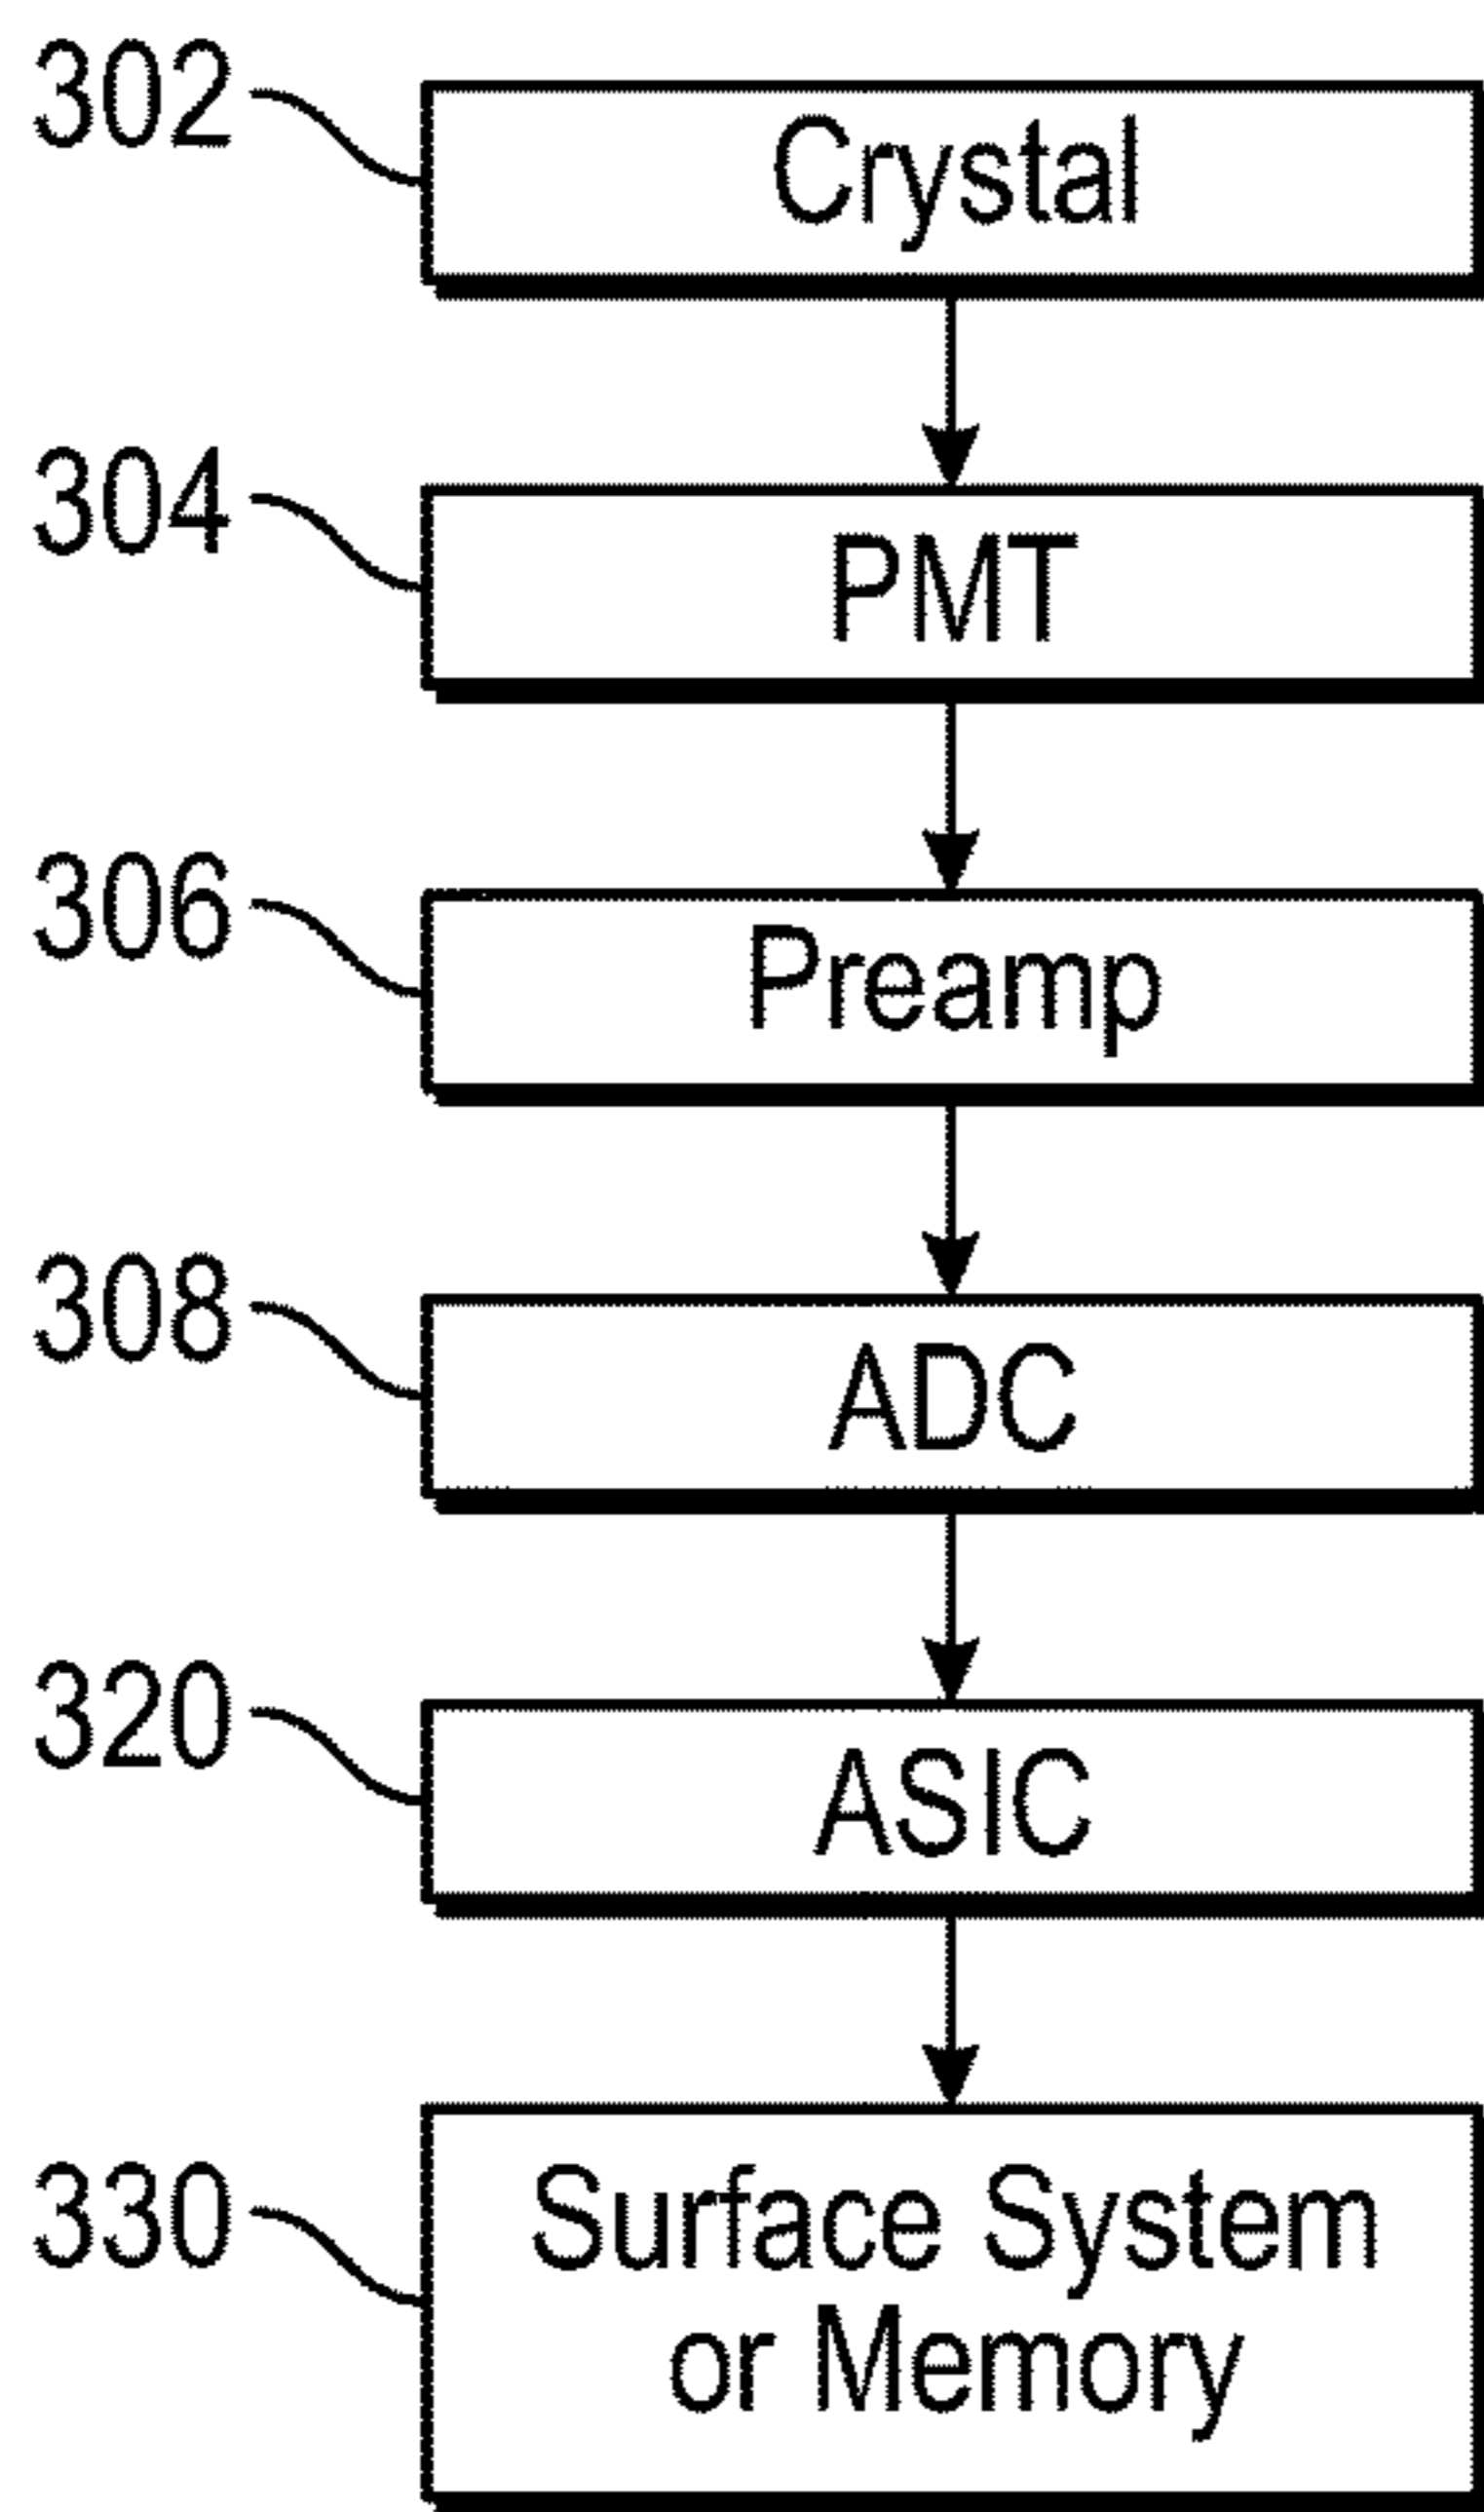 302
Crystal
304
PMT
306
Preamp
308
ADC
320
ASIC
330
Surface System
or Memory